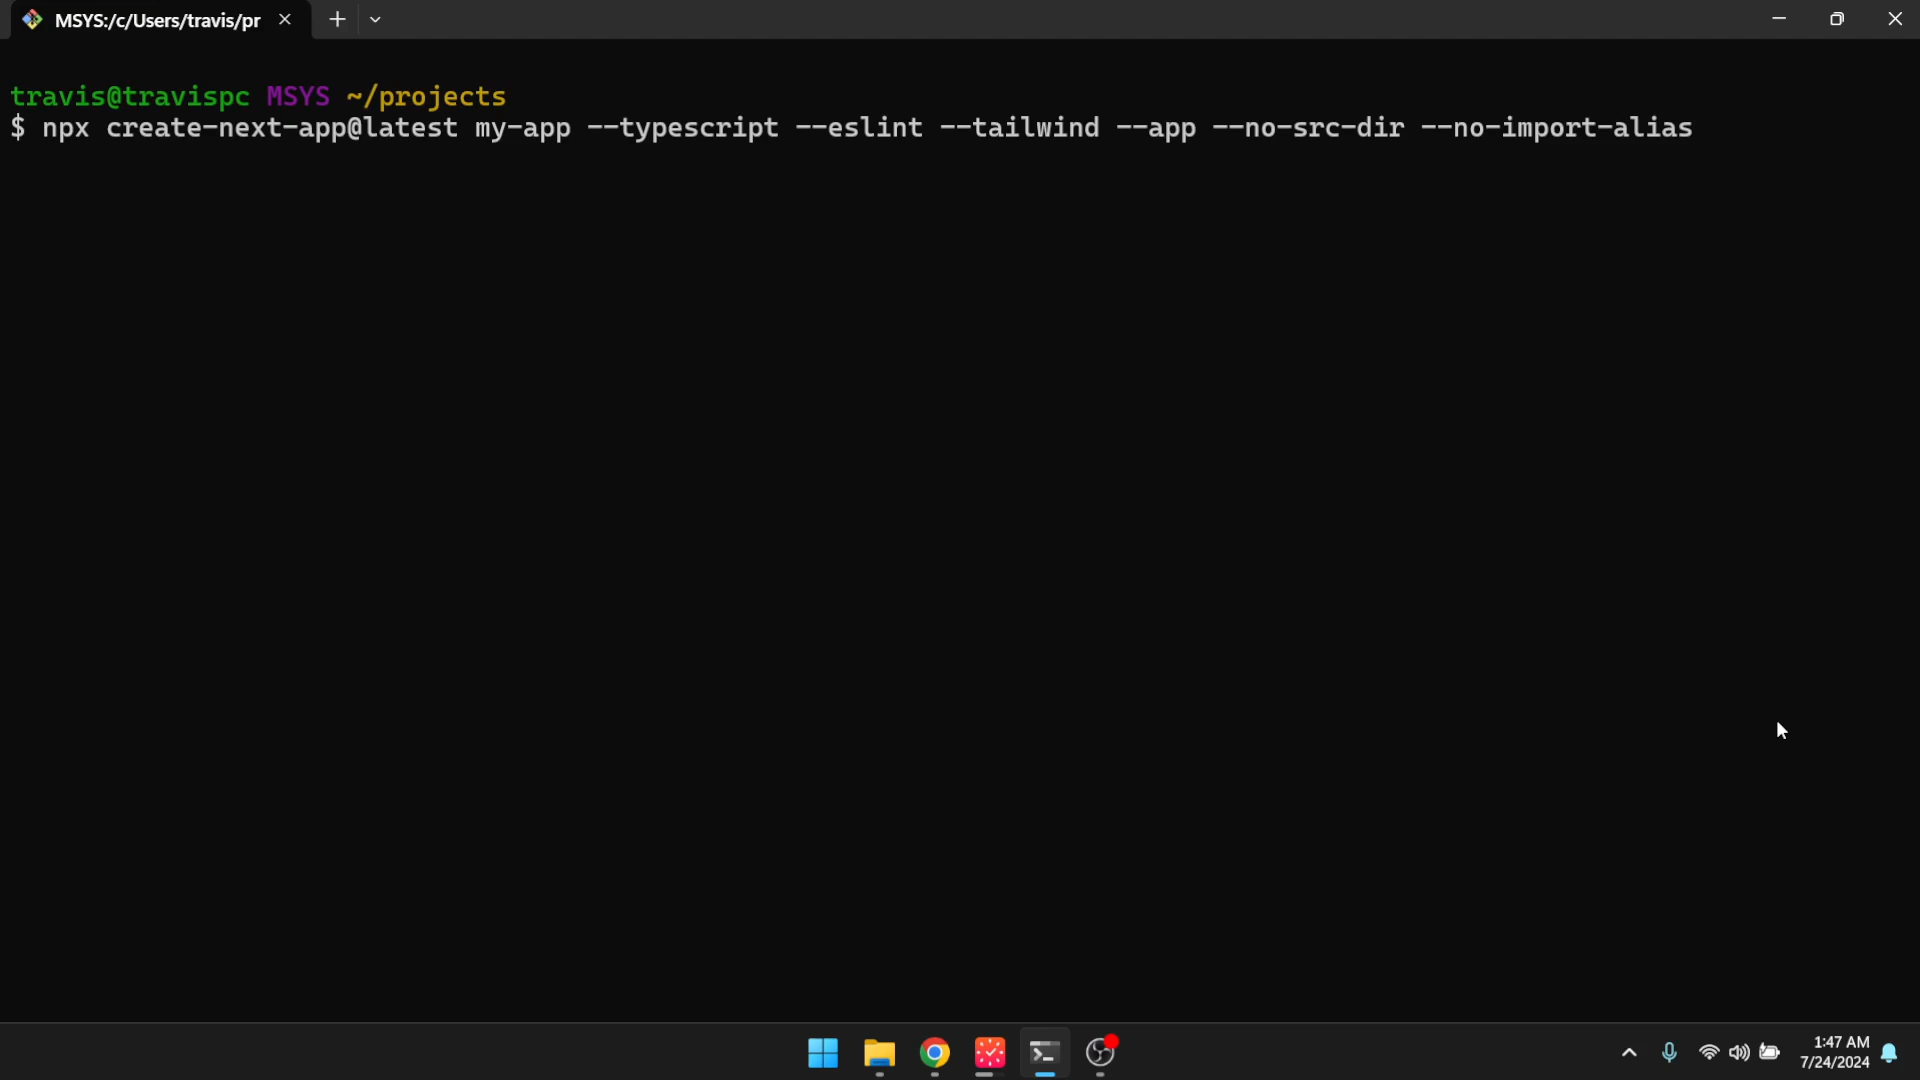 MSYS:/c/Users/travis/pr
travis@travispc MSYS ~/projects
$ npx create-next-app@latest my-app --typescript --eslint --tailwind --app --no-src-dir --no-import-alias
1:47 AM
7/24/2024